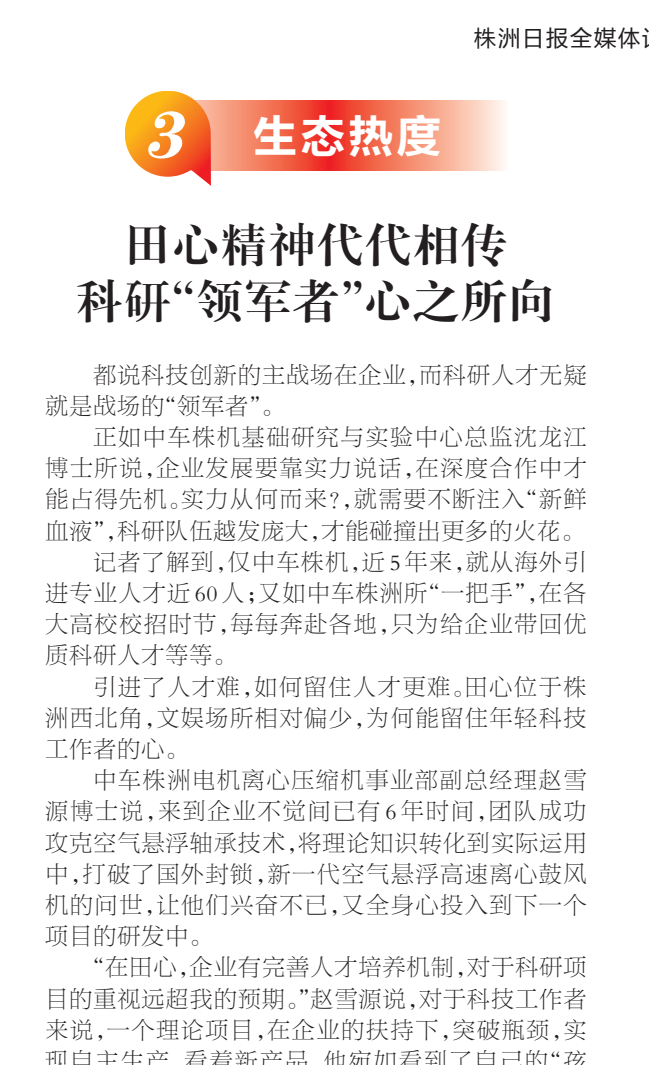 株洲日报全媒体
3 生态热度
田心精神代代相传
科研“领军者”心之所向
都说科技创新的主战场在企业,而科研人才无疑
就是战场的“领军者”。
正如中车株机基础研究与实验中心总监沈龙江
博士所说,企业发展要靠实力说话,在深度合作中才
能占得先机。实力从何而来?,就需要不断注入“新鲜
血液”,科研队伍越发庞大,才能碰撞出更多的火花。
记者了解到,仅中车株机,近5年来,就从海外引
进专业人才近60人;又如中车株洲所“一把手”,在各
大高校校招时节,每每奔赴各地,只为给企业带回优
质科研人才等等。
引进了人才难,如何留住人才更难。田心位于株
洲西北角,文娱场所相对偏少,为何能留住年轻科技
工作者的心。
中车株洲电机离心压缩机事业部副总经理赵雪
源博士说,来到企业不觉间已有6年时间,团队成功
攻克空气悬浮轴承技术,将理论知识转化到实际运用
中,打破了国外封锁,新一代空气悬浮高速离心鼓风
机的问世,让他们兴奋不已,又全身心投入到下一个
项目的研发中。
“在田心,企业有完善人才培养机制,对于科研项
目的重视远超我的预期。”赵雪源说,对于科技工作者
来说,一个理论项目,在企业的扶持下,突破瓶颈,实
现自主生产,看着新产品,他宛如看到了自己的“孩